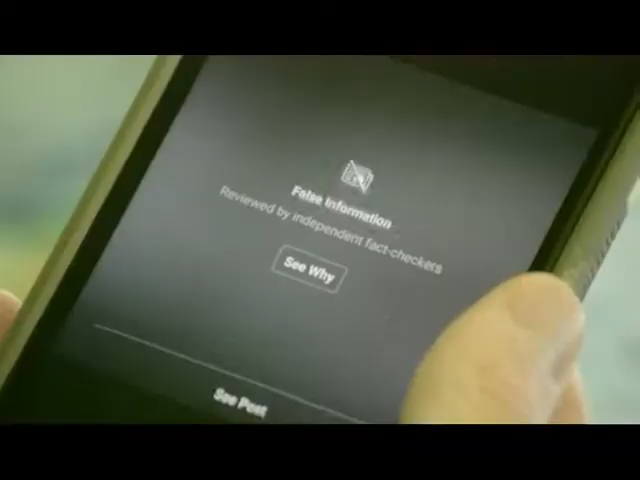 False Information
Reviewed by independent fact-checkers
See Why
See Post